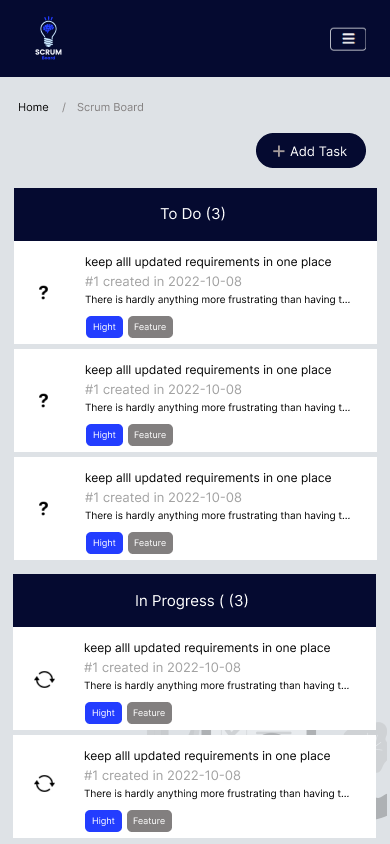 SCRUM
Board
Home / Scrum Board
+ Add Task
To Do (3)
?
keep alll updated requirements in one place
#1 created in 2022-10-08
There is hardly anything more frustrating than having t...
Hight Feature
?
keep alll updated requirements in one place
#1 created in 2022-10-08
There is hardly anything more frustrating than having t...
Hight Feature
?
keep alll updated requirements in one place
#1 created in 2022-10-08
There is hardly anything more frustrating than having t...
Hight Feature
In Progress ( (3)
keep alll updated requirements in one place
#1 created in 2022-10-08
There is hardly anything more frustrating than having t...
Hight Feature
keep alll updated requirements in one place
#1 created in 2022-10-08
There is hardly anything more frustrating than having t...
Hight Feature